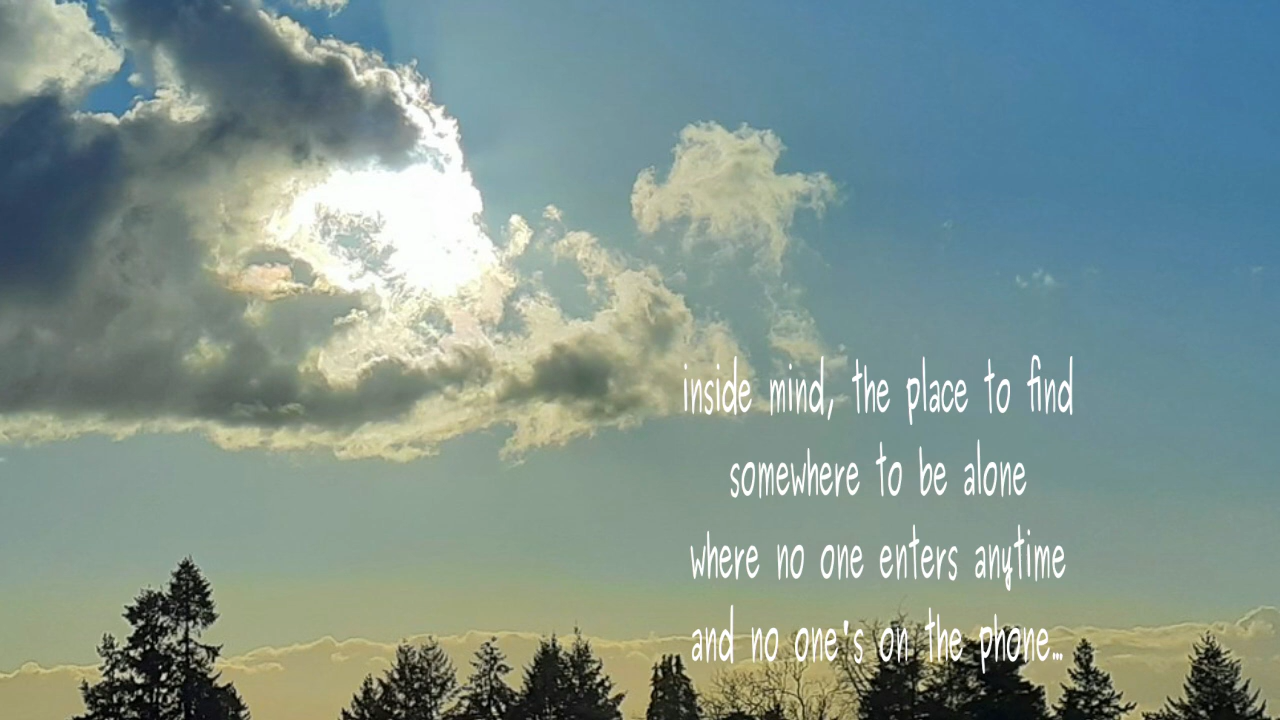 inside mind, the place to find
somewhere to be alone
where no one enters anytime
and no one's on the phone...